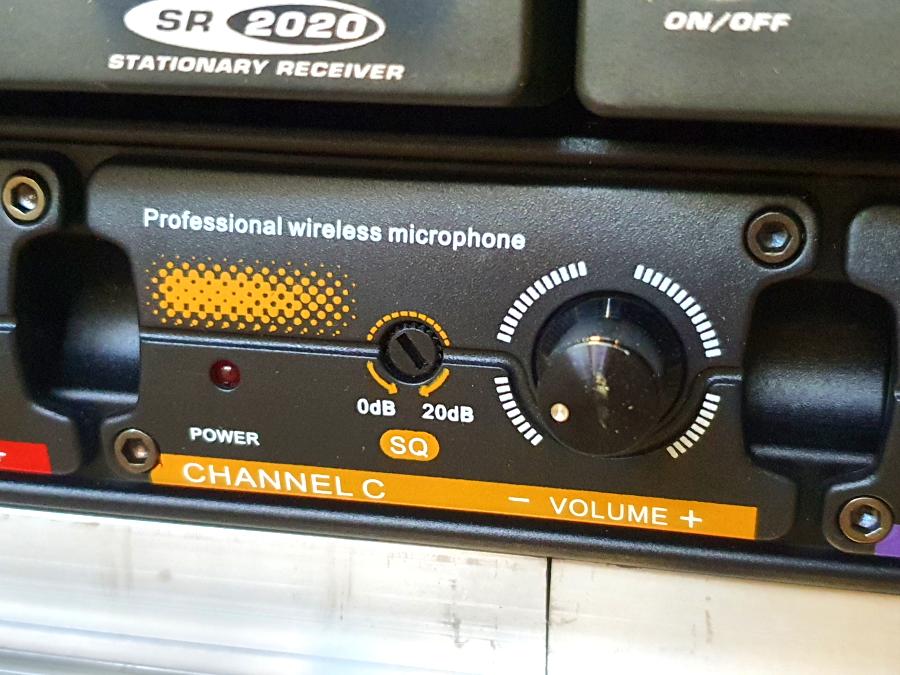 SR 2020
STATIONARY RECEIVER
ON/OFF
Professional wireless microphone
0dB 20dB
SQ
POWER
CHANNEL C
− VOLUME +